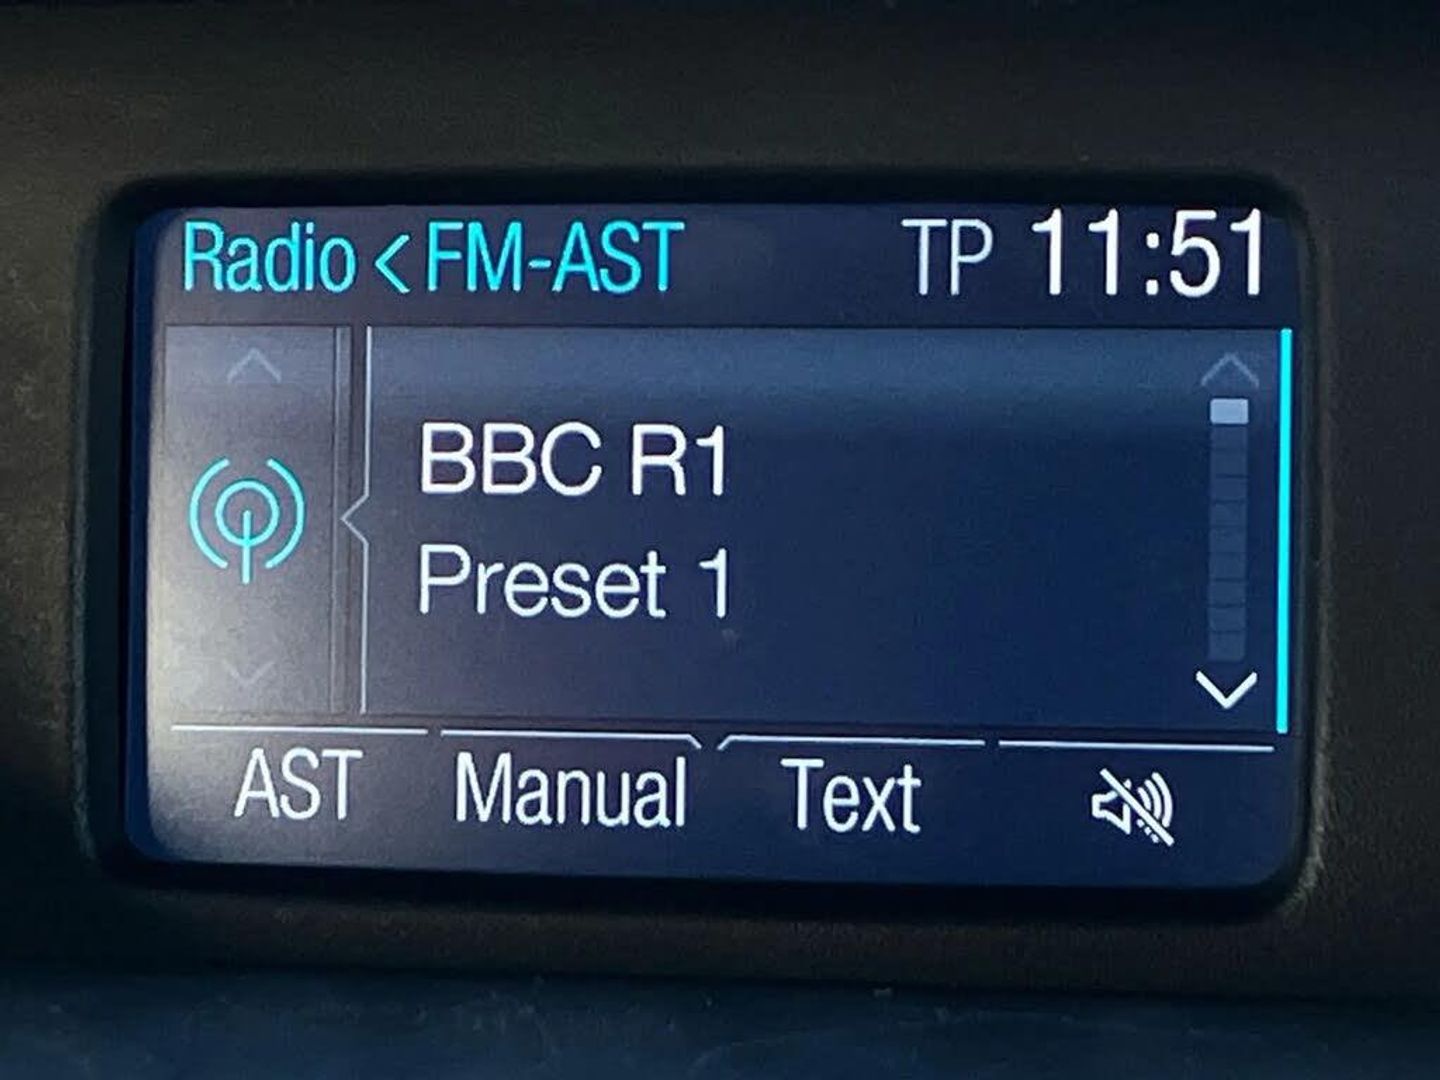 Radio < FM-AST TP 11:51
BBC R1
Preset 1
AST Manual Text